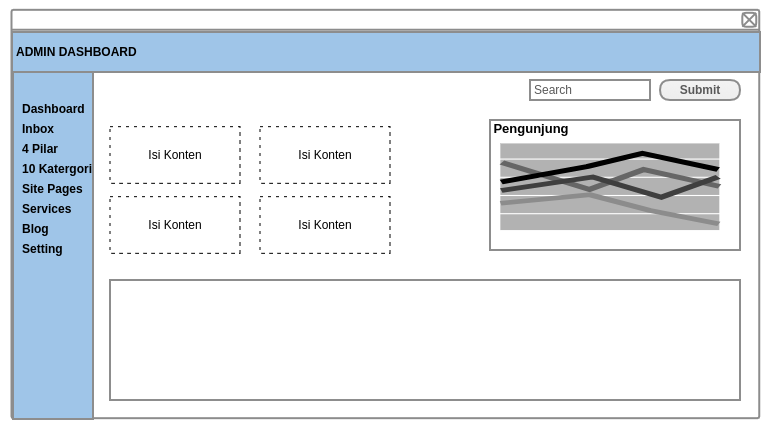 ADMIN DASHBOARD
Dashboard
Inbox
4 Pilar
10 Katergori
Site Pages
Services
Blog
Setting
Search
Submit
Isi Konten
Isi Konten
Isi Konten
Isi Konten
Pengunjung